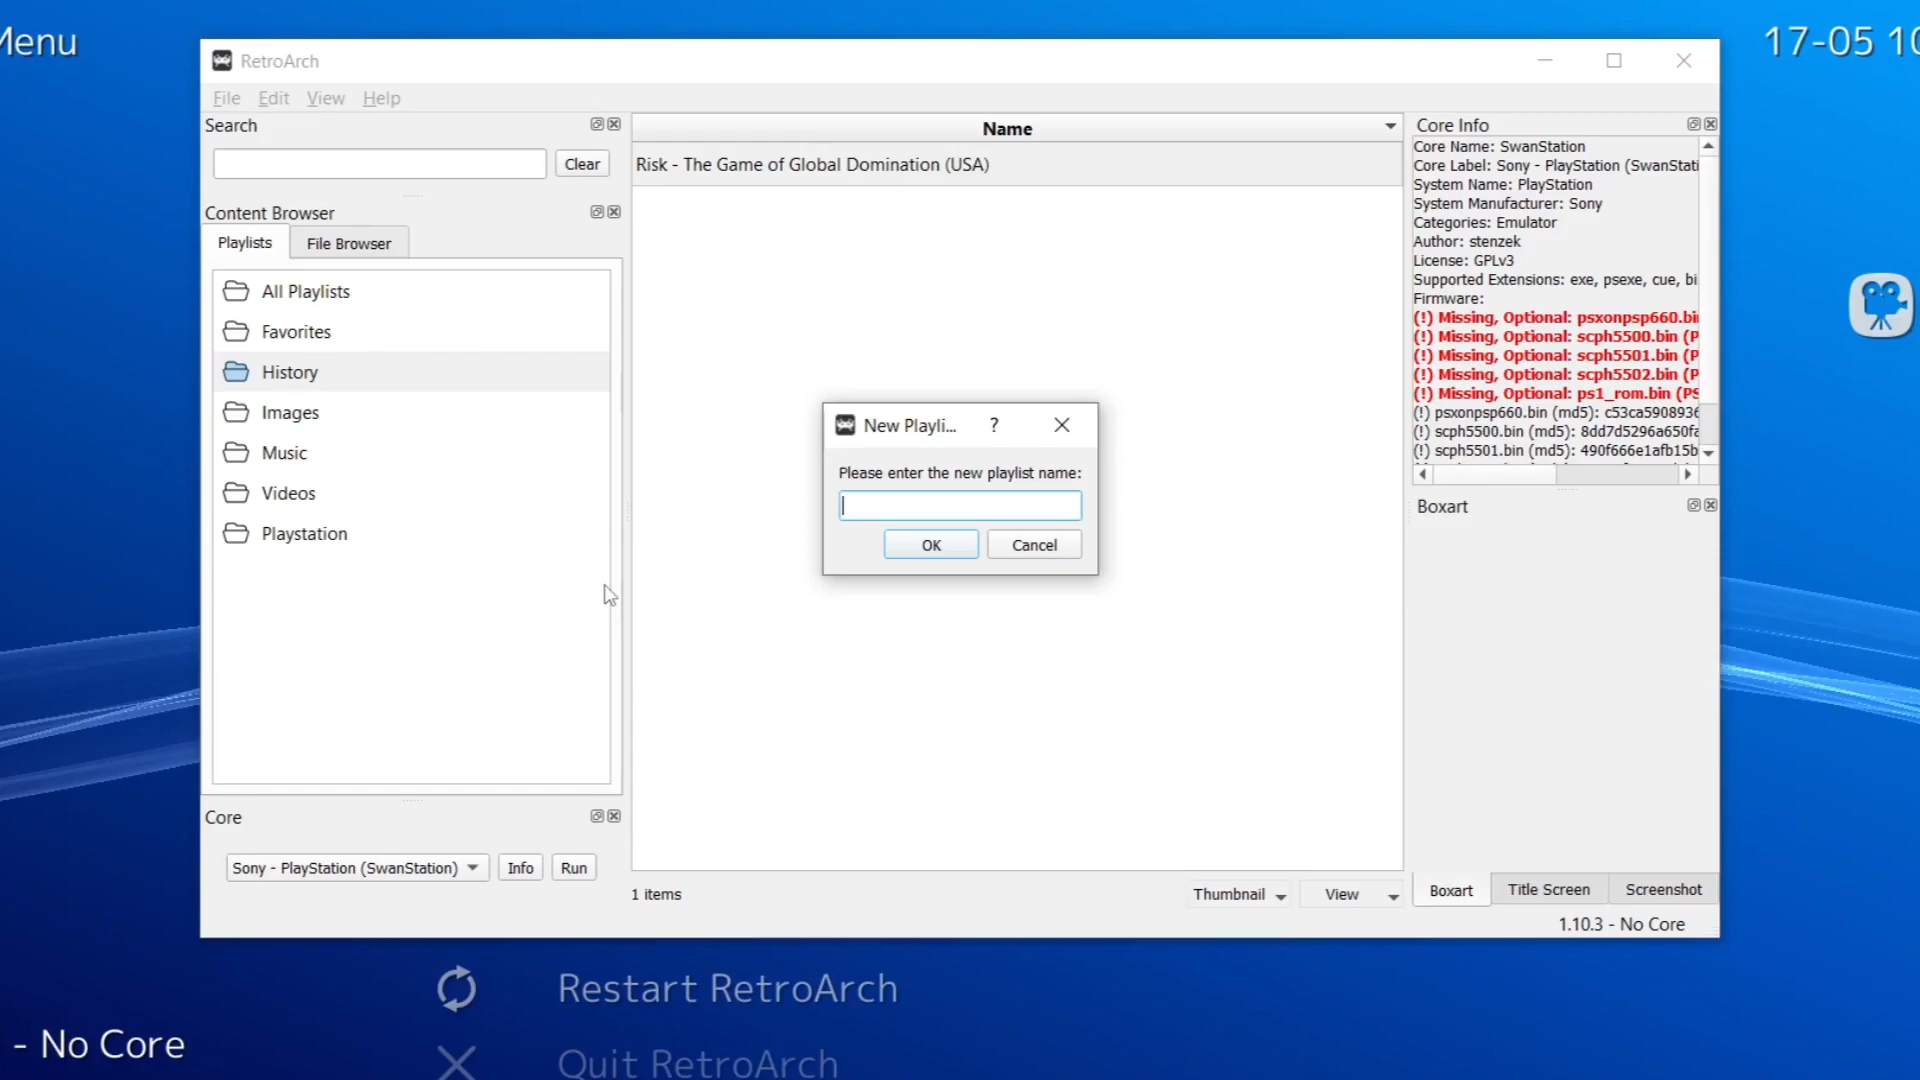 Menu
17-05 10
RetroArch
File Edit View Help
Search
Clear
Content Browser
Playlists File Browser
All Playlists
Favorites
History
Images
Music
Videos
Playstation
Core
Sony - PlayStation (SwanStation) Info Run
Name
Risk - The Game of Global Domination (USA)
New Playli... ?
Please enter the new playlist name:
OK Cancel
1 items
Thumbnail View
Core Info
Core Name: SwanStation
Core Label: Sony - PlayStation (SwanStati
System Name: PlayStation
System Manufacturer: Sony
Categories: Emulator
Author: stenzek
License: GPLv3
Supported Extensions: exe, psexe, cue, bi
Firmware:
(!) Missing, Optional: psxonpsp660.bin
(!) Missing, Optional: scph5500.bin (P
(!) Missing, Optional: scph5501.bin (P
(!) Missing, Optional: scph5502.bin (P
(!) Missing, Optional: ps1_rom.bin (PS
(!) psxonpsp660.bin (md5): c53ca5908936
(!) scph5500.bin (md5): 8dd7d5296a650fa
(!) scph5501.bin (md5): 490f666e1afb15b
Boxart
Boxart Title Screen Screenshot
1.10.3 - No Core
Restart RetroArch
Quit RetroArch
- No Core